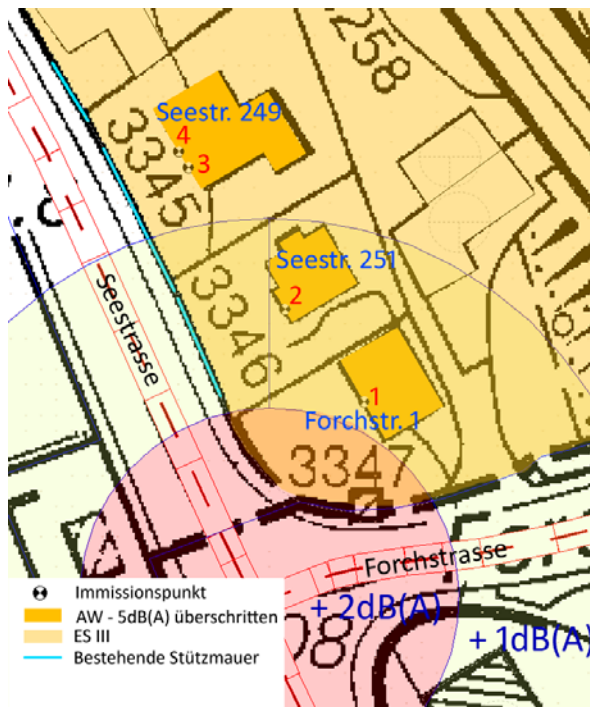 258
Seestr. 249
4
3
3345
.c
Seestr. 251
2
Seestrasse
3346
1
Forchstr. 1
3347
Forchstrasse
+ 2dB(A)
+ 1dB(A)
08
Immissionspunkt
AW - 5dB(A) überschritten
ES III
Bestehende Stützmauer